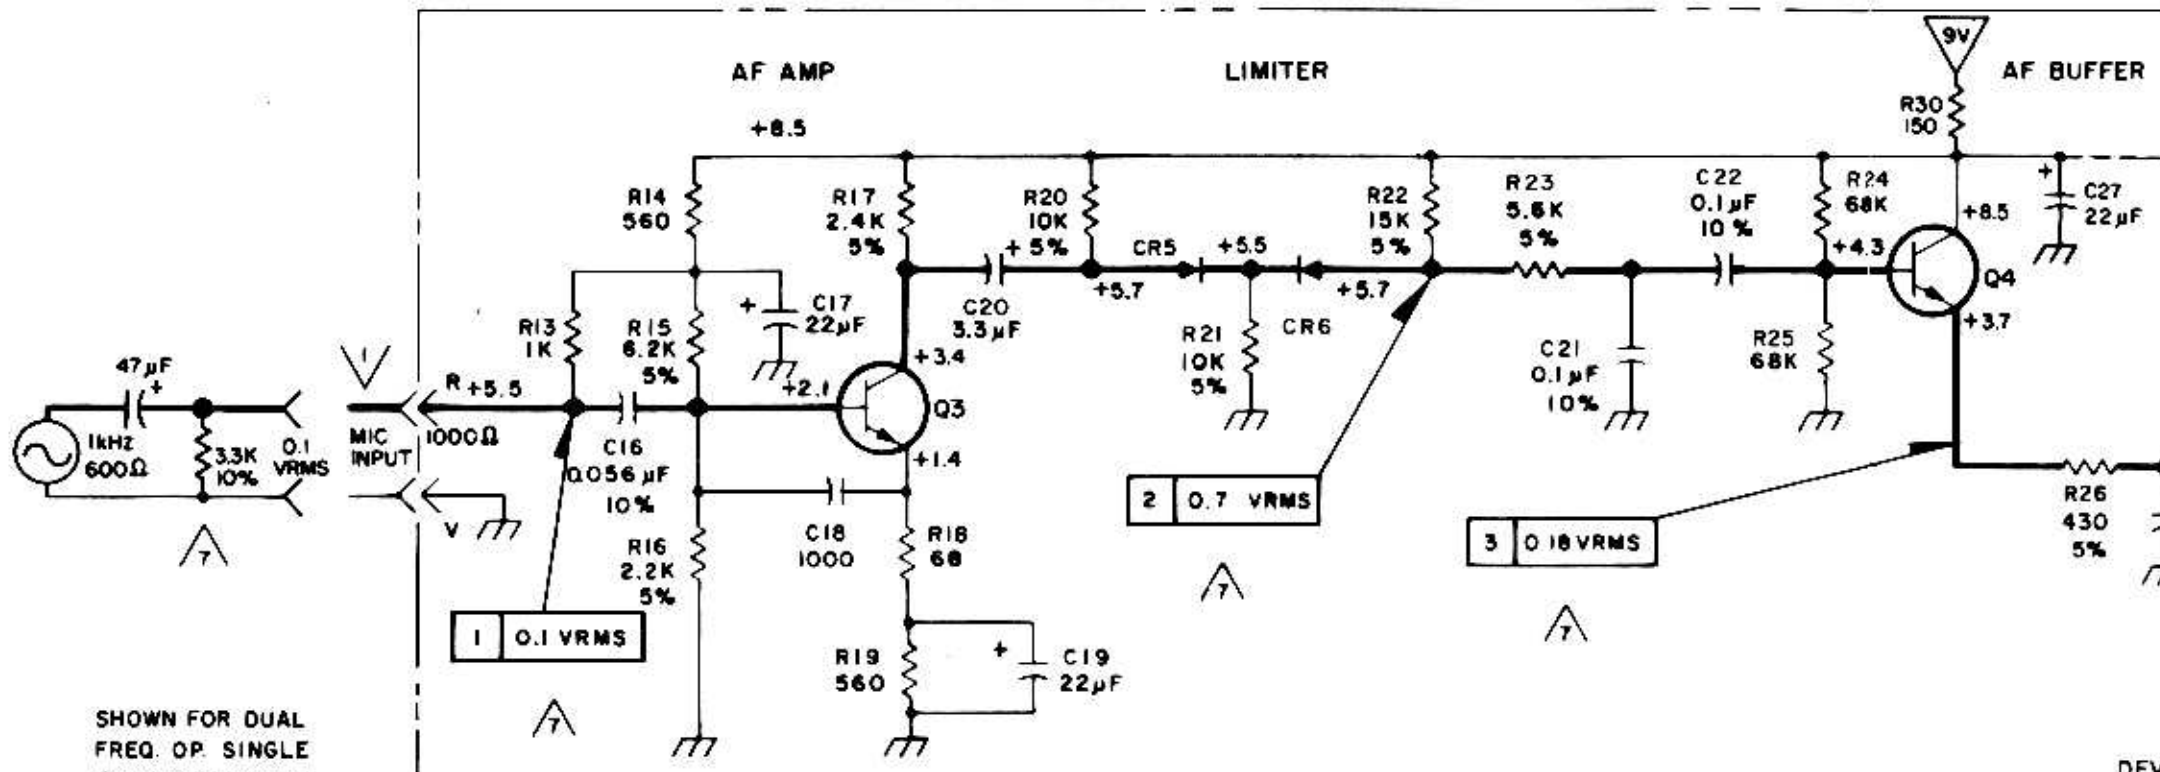 AF AMP
LIMITER
AF BUFFER
9V
R30
150
+8.5
R14
560
R17
2.4K
5%
R20
10K
+ 5%
CR5
+5.5
R22
15K
5%
R23
5.6K
5%
C22
0.1µF
10%
R24
68K
+8.5
+
C27
22µF
+4.3
Q4
+3.7
R13
1K
R15
6.2K
5%
+
C17
22µF
C20
3.3µF
+5.7
+5.7
R21
10K
5%
CR6
C21
0.1µF
10%
R25
68K
+3.4
+2.1
Q3
+1.4
47µF
+
1
R +5.5
1kHz
600Ω
3.3K
10%
0.1
VRMS
MIC
INPUT
1000Ω
V
C16
0.056µF
10%
7
R16
2.2K
5%
C18
1000
R18
68
2 0.7 VRMS
7
3 0.18VRMS
7
R26
430
5%
1 0.1 VRMS
7
R19
560
+
C19
22µF
SHOWN FOR DUAL
FREQ. OP. SINGLE
DEV